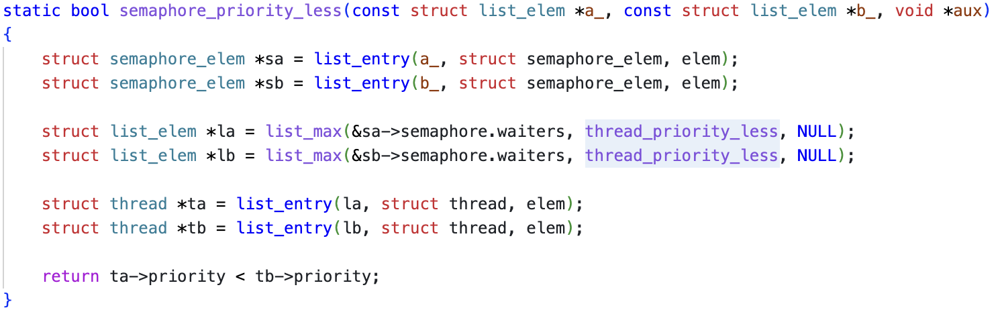 static bool semaphore_priority_less(const struct list_elem *a_, const struct list_elem *b_, void *aux)
{
    struct semaphore_elem *sa = list_entry(a_, struct semaphore_elem, elem);
    struct semaphore_elem *sb = list_entry(b_, struct semaphore_elem, elem);

    struct list_elem *la = list_max(&sa->semaphore.waiters, thread_priority_less, NULL);
    struct list_elem *lb = list_max(&sb->semaphore.waiters, thread_priority_less, NULL);

    struct thread *ta = list_entry(la, struct thread, elem);
    struct thread *tb = list_entry(lb, struct thread, elem);

    return ta->priority < tb->priority;
}